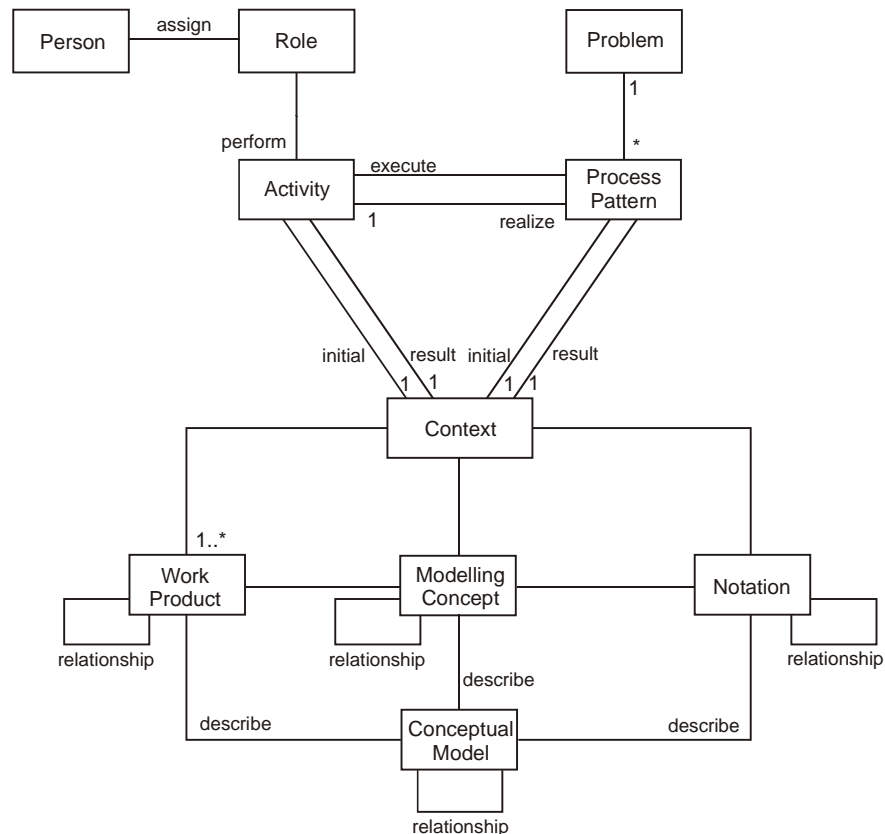 assign
Person
Role
Problem
1
perform
*
execute
Activity
Process
Pattern
1
realize
initial
result
initial
result
1
1
1
1
Context
1..*
Work
Product
Modelling
Concept
Notation
relationship
relationship
relationship
describe
describe
Conceptual
Model
describe
relationship